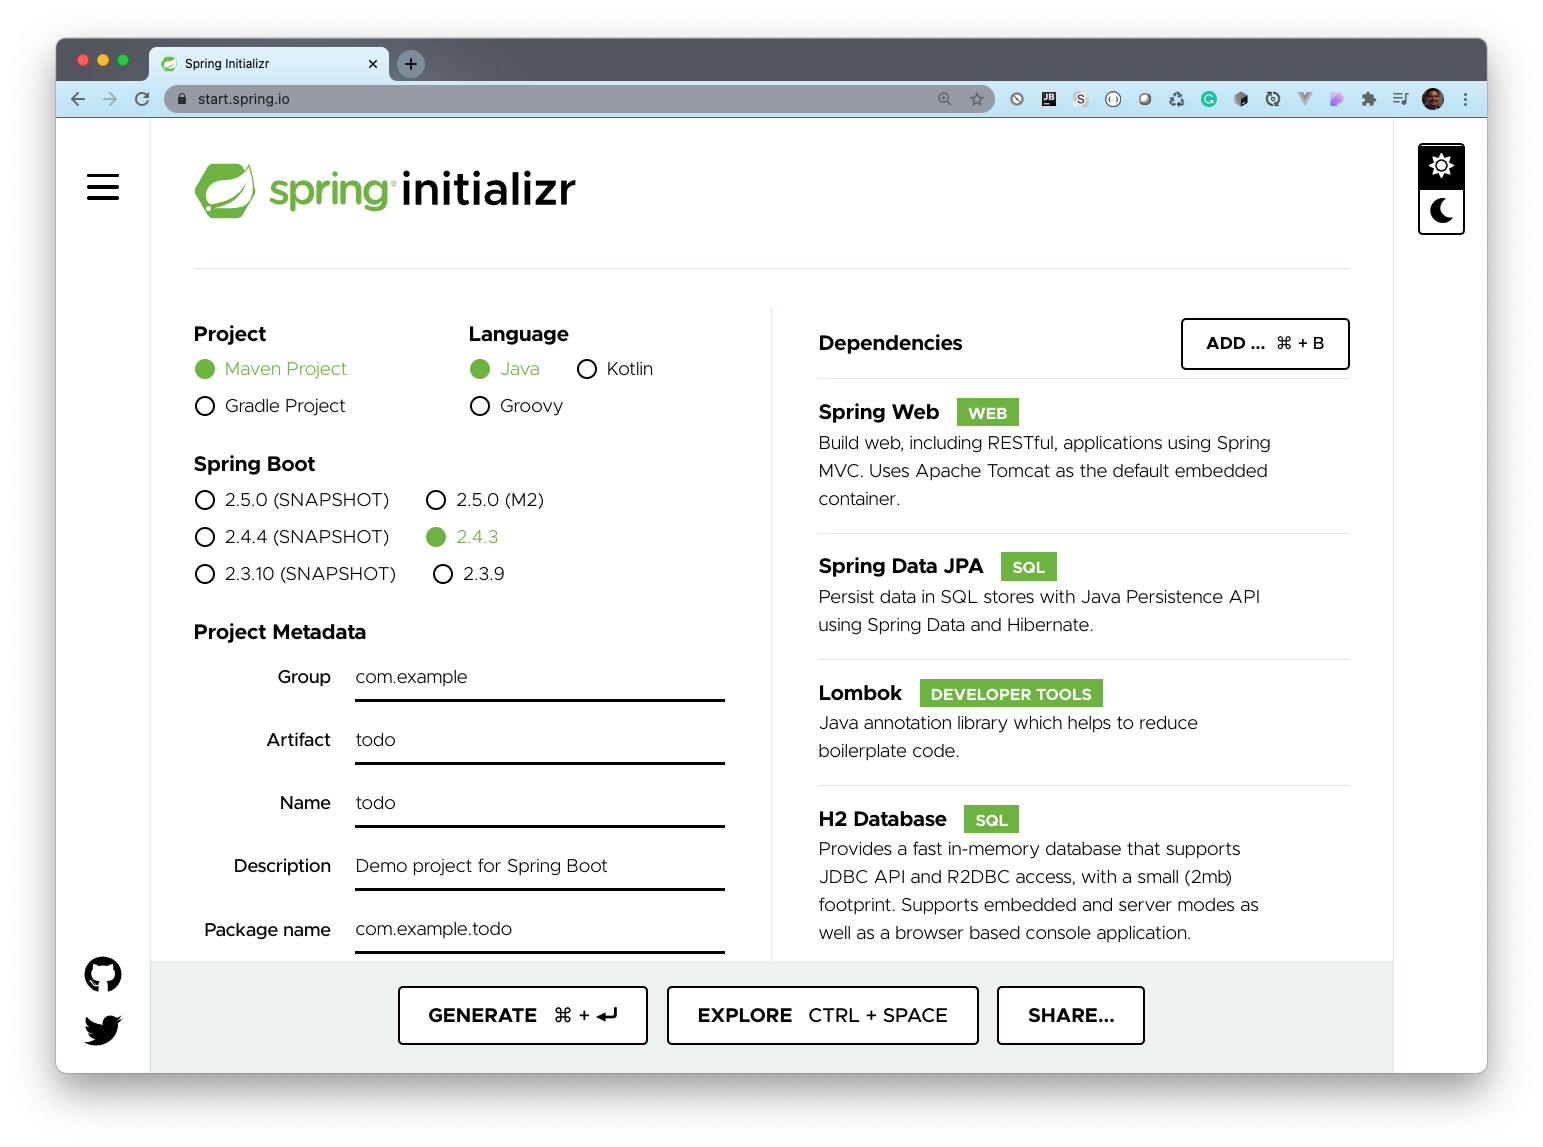 Spring Initializr
start.spring.io
spring initializr
Project
Maven Project
Gradle Project
Language
Java
Kotlin
Groovy
Spring Boot
2.5.0 (SNAPSHOT)
2.5.0 (M2)
2.4.4 (SNAPSHOT)
2.4.3
2.3.10 (SNAPSHOT)
2.3.9
Project Metadata
Group com.example
Artifact todo
Name todo
Description Demo project for Spring Boot
Package name com.example.todo
Dependencies
ADD ... ⌘ + B
Spring Web WEB
Build web, including RESTful, applications using Spring
MVC. Uses Apache Tomcat as the default embedded
container.
Spring Data JPA SQL
Persist data in SQL stores with Java Persistence API
using Spring Data and Hibernate.
Lombok DEVELOPER TOOLS
Java annotation library which helps to reduce
boilerplate code.
H2 Database SQL
Provides a fast in-memory database that supports
JDBC API and R2DBC access, with a small (2mb)
footprint. Supports embedded and server modes as
well as a browser based console application.
GENERATE ⌘ + ↵
EXPLORE CTRL + SPACE
SHARE...